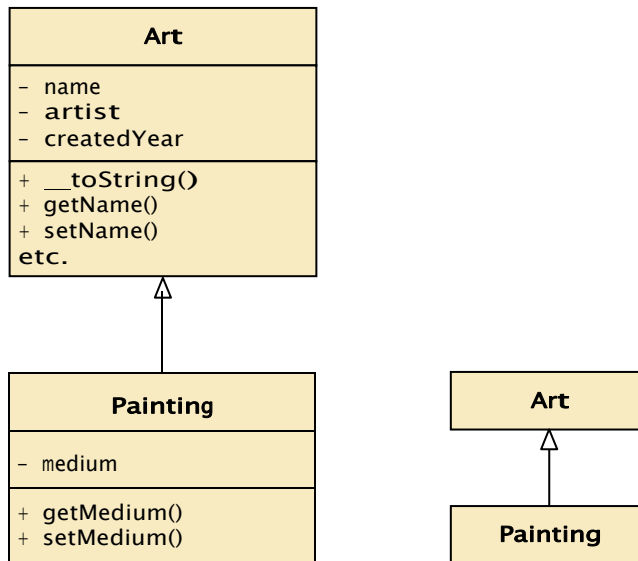 Art
- name
- artist
- createdYear
+ __toString()
+ getName()
+ setName()
etc.
Painting
- medium
+ getMedium()
+ setMedium()
Art
Painting